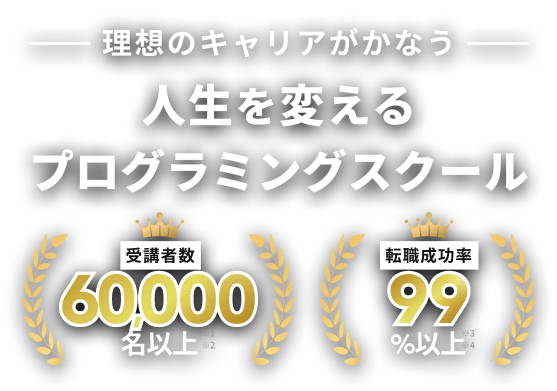 理想のキャリアがかなう
人生を変える
プログラミングスクール
受講者数
60,000
名以上 ※1 ※2
転職成功率
99
%以上 ※3 ※4